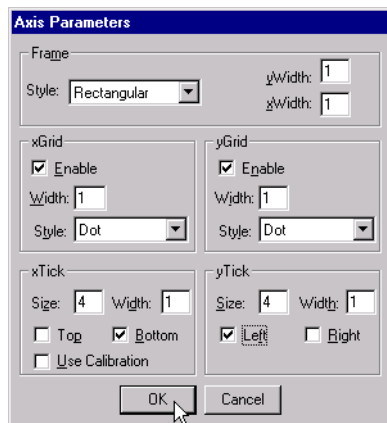 Axis Parameters
Frame
Style: Rectangular
yWidth: 1
xWidth: 1
xGrid
Enable
Width: 1
Style: Dot
yGrid
Enable
Width: 1
Style: Dot
xTick
Size: 4 Width: 1
Top Bottom
Use Calibration
yTick
Size: 4 Width: 1
Left Right
OK Cancel